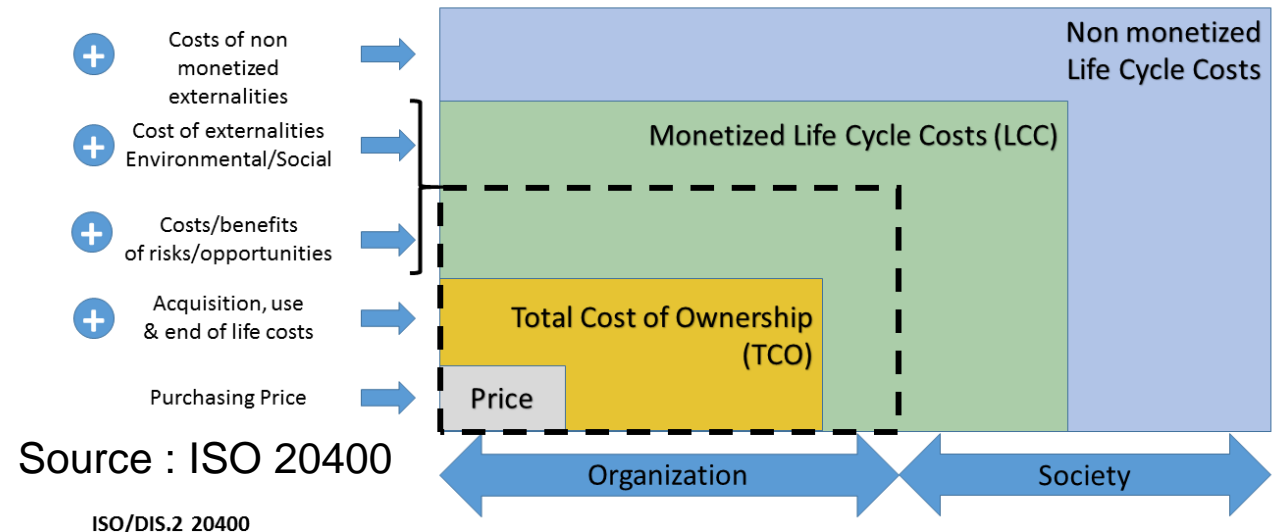 Costs of non
monetized
externalities
Non monetized
Life Cycle Costs
Cost of externalities
Environmental/Social
Monetized Life Cycle Costs (LCC)
Costs/benefits
of risks/opportunities
Acquisition, use
& end of life costs
Total Cost of Ownership
(TCO)
Purchasing Price
Price
Source : ISO 20400
Organization
Society
ISO/DIS.2 20400